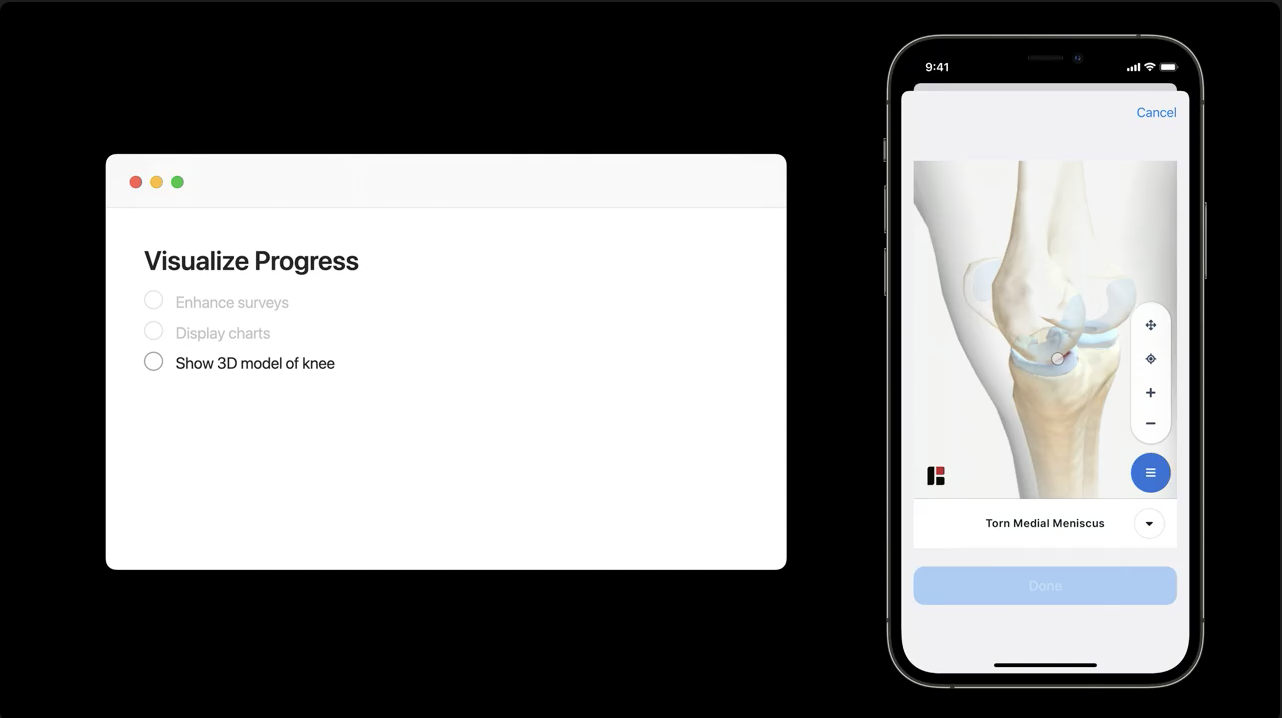 Visualize Progress
Enhance surveys
Display charts
Show 3D model of knee
9:41
Cancel
Torn Medial Meniscus
Done